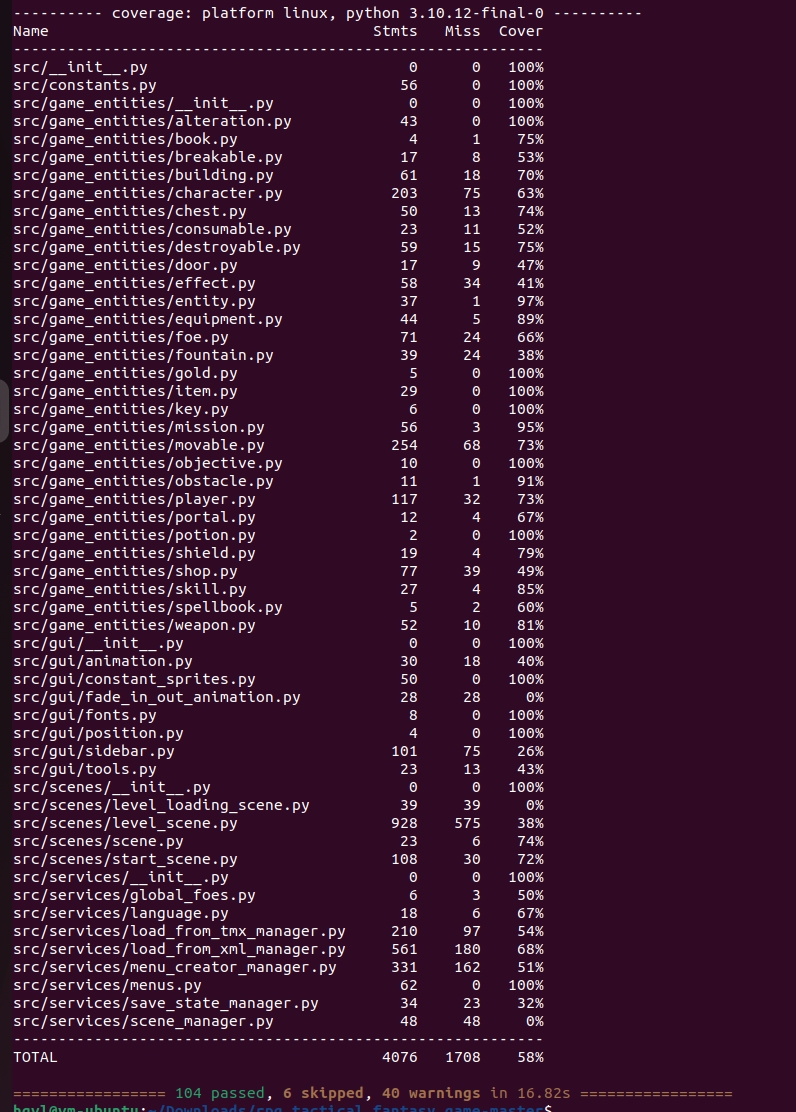 ---------- coverage: platform linux, python 3.10.12-final-0 ----------
Name                                      Stmts   Miss  Cover
-------------------------------------------------------------
src/__init__.py                               0      0   100%
src/constants.py                             56      0   100%
src/game_entities/__init__.py                 0      0   100%
src/game_entities/alteration.py              43      0   100%
src/game_entities/book.py                     4      1    75%
src/game_entities/breakable.py               17      8    53%
src/game_entities/building.py                61     18    70%
src/game_entities/character.py              203     75    63%
src/game_entities/chest.py                   50     13    74%
src/game_entities/consumable.py              23     11    52%
src/game_entities/destroyable.py             59     15    75%
src/game_entities/door.py                    17      9    47%
src/game_entities/effect.py                  58     34    41%
src/game_entities/entity.py                  37      1    97%
src/game_entities/equipment.py               44      5    89%
src/game_entities/foe.py                     71     24    66%
src/game_entities/fountain.py                39     24    38%
src/game_entities/gold.py                     5      0   100%
src/game_entities/item.py                    29      0   100%
src/game_entities/key.py                      6      0   100%
src/game_entities/mission.py                 56      3    95%
src/game_entities/movable.py                254     68    73%
src/game_entities/objective.py               10      0   100%
src/game_entities/obstacle.py                11      1    91%
src/game_entities/player.py                 117     32    73%
src/game_entities/portal.py                  12      4    67%
src/game_entities/potion.py                   2      0   100%
src/game_entities/shield.py                  19      4    79%
src/game_entities/shop.py                    77     39    49%
src/game_entities/skill.py                   27      4    85%
src/game_entities/spellbook.py                5      2    60%
src/game_entities/weapon.py                  52     10    81%
src/gui/__init__.py                           0      0   100%
src/gui/animation.py                         30     18    40%
src/gui/constant_sprites.py                  50      0   100%
src/gui/fade_in_out_animation.py             28     28     0%
src/gui/fonts.py                              8      0   100%
src/gui/position.py                           4      0   100%
src/gui/sidebar.py                          101     75    26%
src/gui/tools.py                             23     13    43%
src/scenes/__init__.py                        0      0   100%
src/scenes/level_loading_scene.py            39     39     0%
src/scenes/level_scene.py                   928    575    38%
src/scenes/scene.py                          23      6    74%
src/scenes/start_scene.py                   108     30    72%
src/services/__init__.py                      0      0   100%
src/services/global_foes.py                   6      3    50%
src/services/language.py                     18      6    67%
src/services/load_from_tmx_manager.py       210     97    54%
src/services/load_from_xml_manager.py       561    180    68%
src/services/menu_creator_manager.py        331    162    51%
src/services/menus.py                        62      0   100%
src/services/save_state_manager.py           34     23    32%
src/services/scene_manager.py                48     48     0%
-------------------------------------------------------------
TOTAL                                      4076   1708    58%
================= 104 passed, 6 skipped, 40 warnings in 16.82s =================
vm-ubuntu:~/Downloads/rpg_tactical_fantasy_game-master$